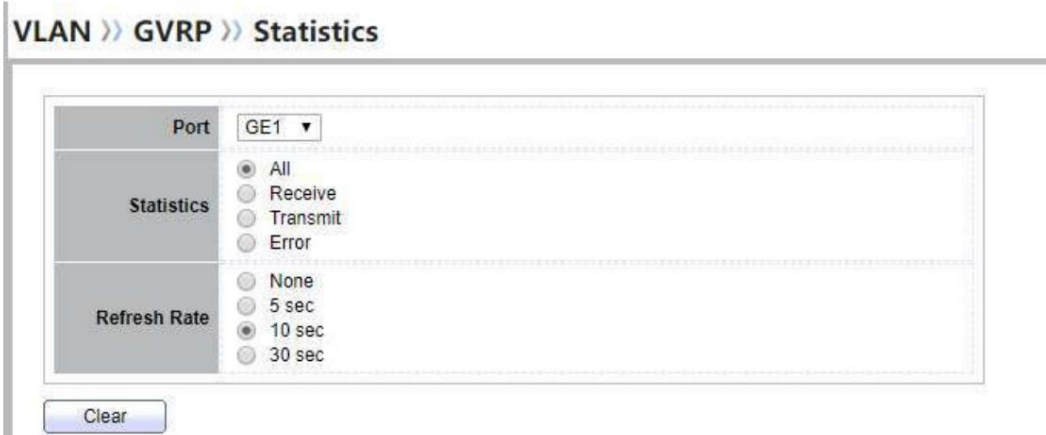 VLAN 》 GVRP 》 Statistics
Port GE1
Statistics
All
Receive
Transmit
Error
Refresh Rate
None
5 sec
10 sec
30 sec
Clear